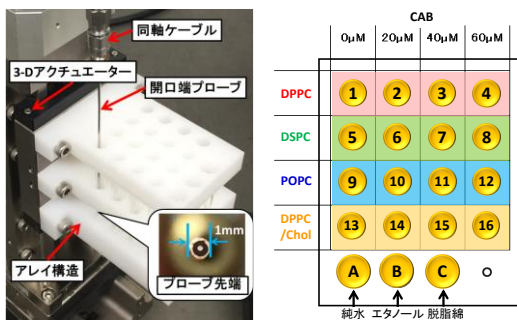 同軸ケーブル
3-Dアクチュエーター
開口端プローブ
1mm
アレイ構造
プローブ先端
CAB
0μM 20μM 40μM 60μM
DPPC 1 2 3 4
DSPC 5 6 7 8
POPC 9 10 11 12
DPPC
/Chol 13 14 15 16
A B C
純水 エタノール 脱脂綿